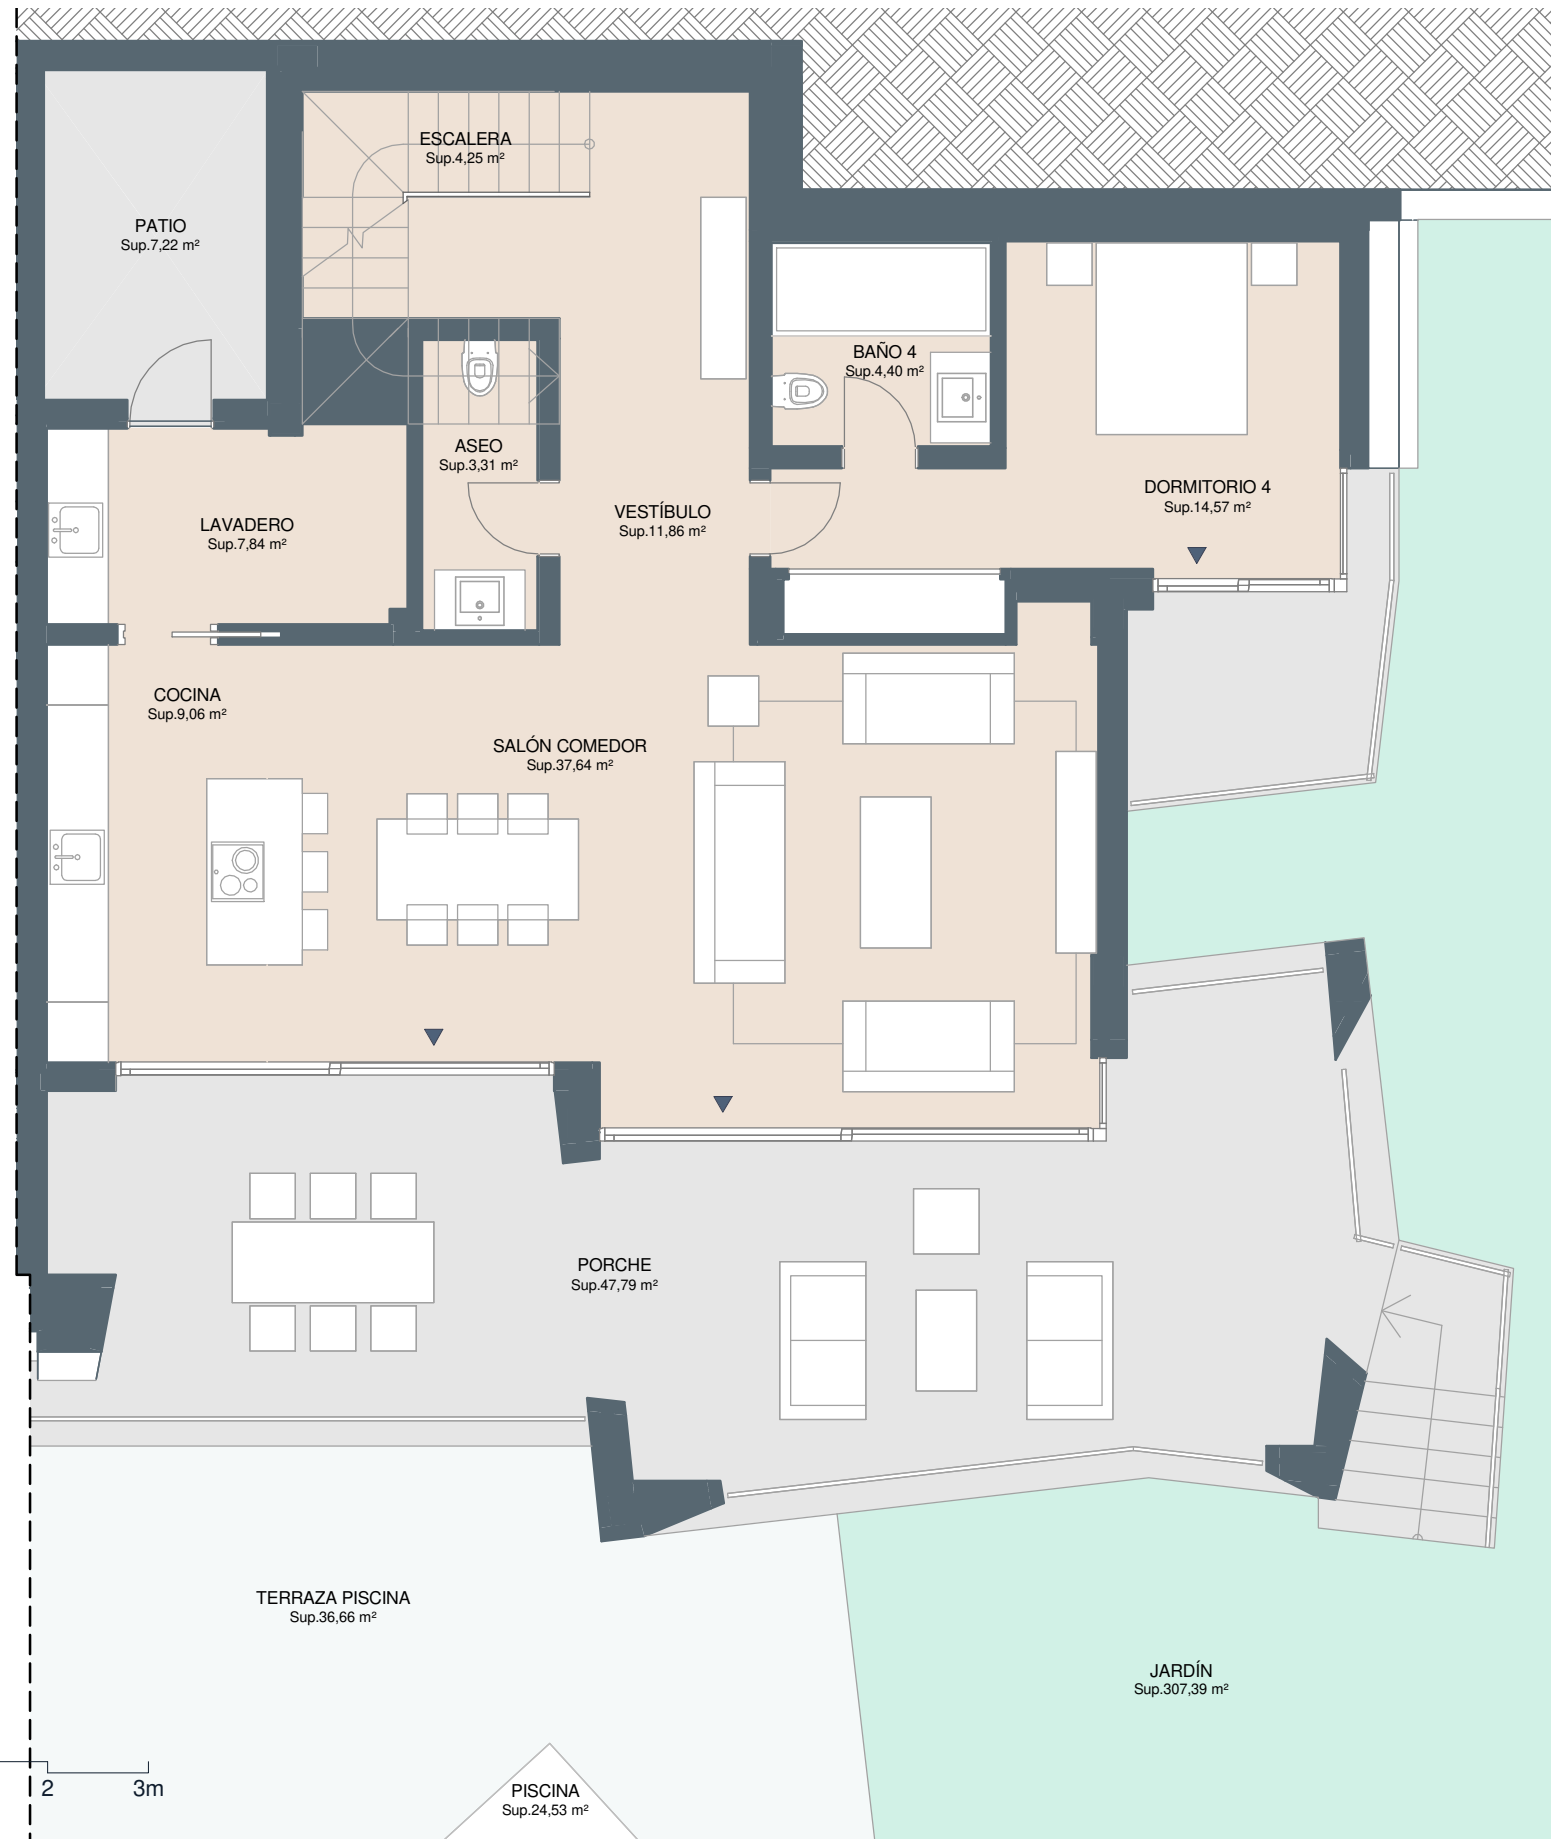 ESCALERA
Sup.4,25 m²
PATIO
Sup.7,22 m²
BAÑO 4
Sup.4,40 m²
ASEO
Sup.3,31 m²
DORMITORIO 4
Sup.14,57 m²
VESTÍBULO
Sup.11,86 m²
LAVADERO
Sup.7,84 m²
COCINA
Sup.9,06 m²
SALÓN COMEDOR
Sup.37,64 m²
PORCHE
Sup.47,79 m²
TERRAZA PISCINA
Sup.36,66 m²
JARDÍN
Sup.307,39 m²
2 3m
PISCINA
Sup.24,53 m²